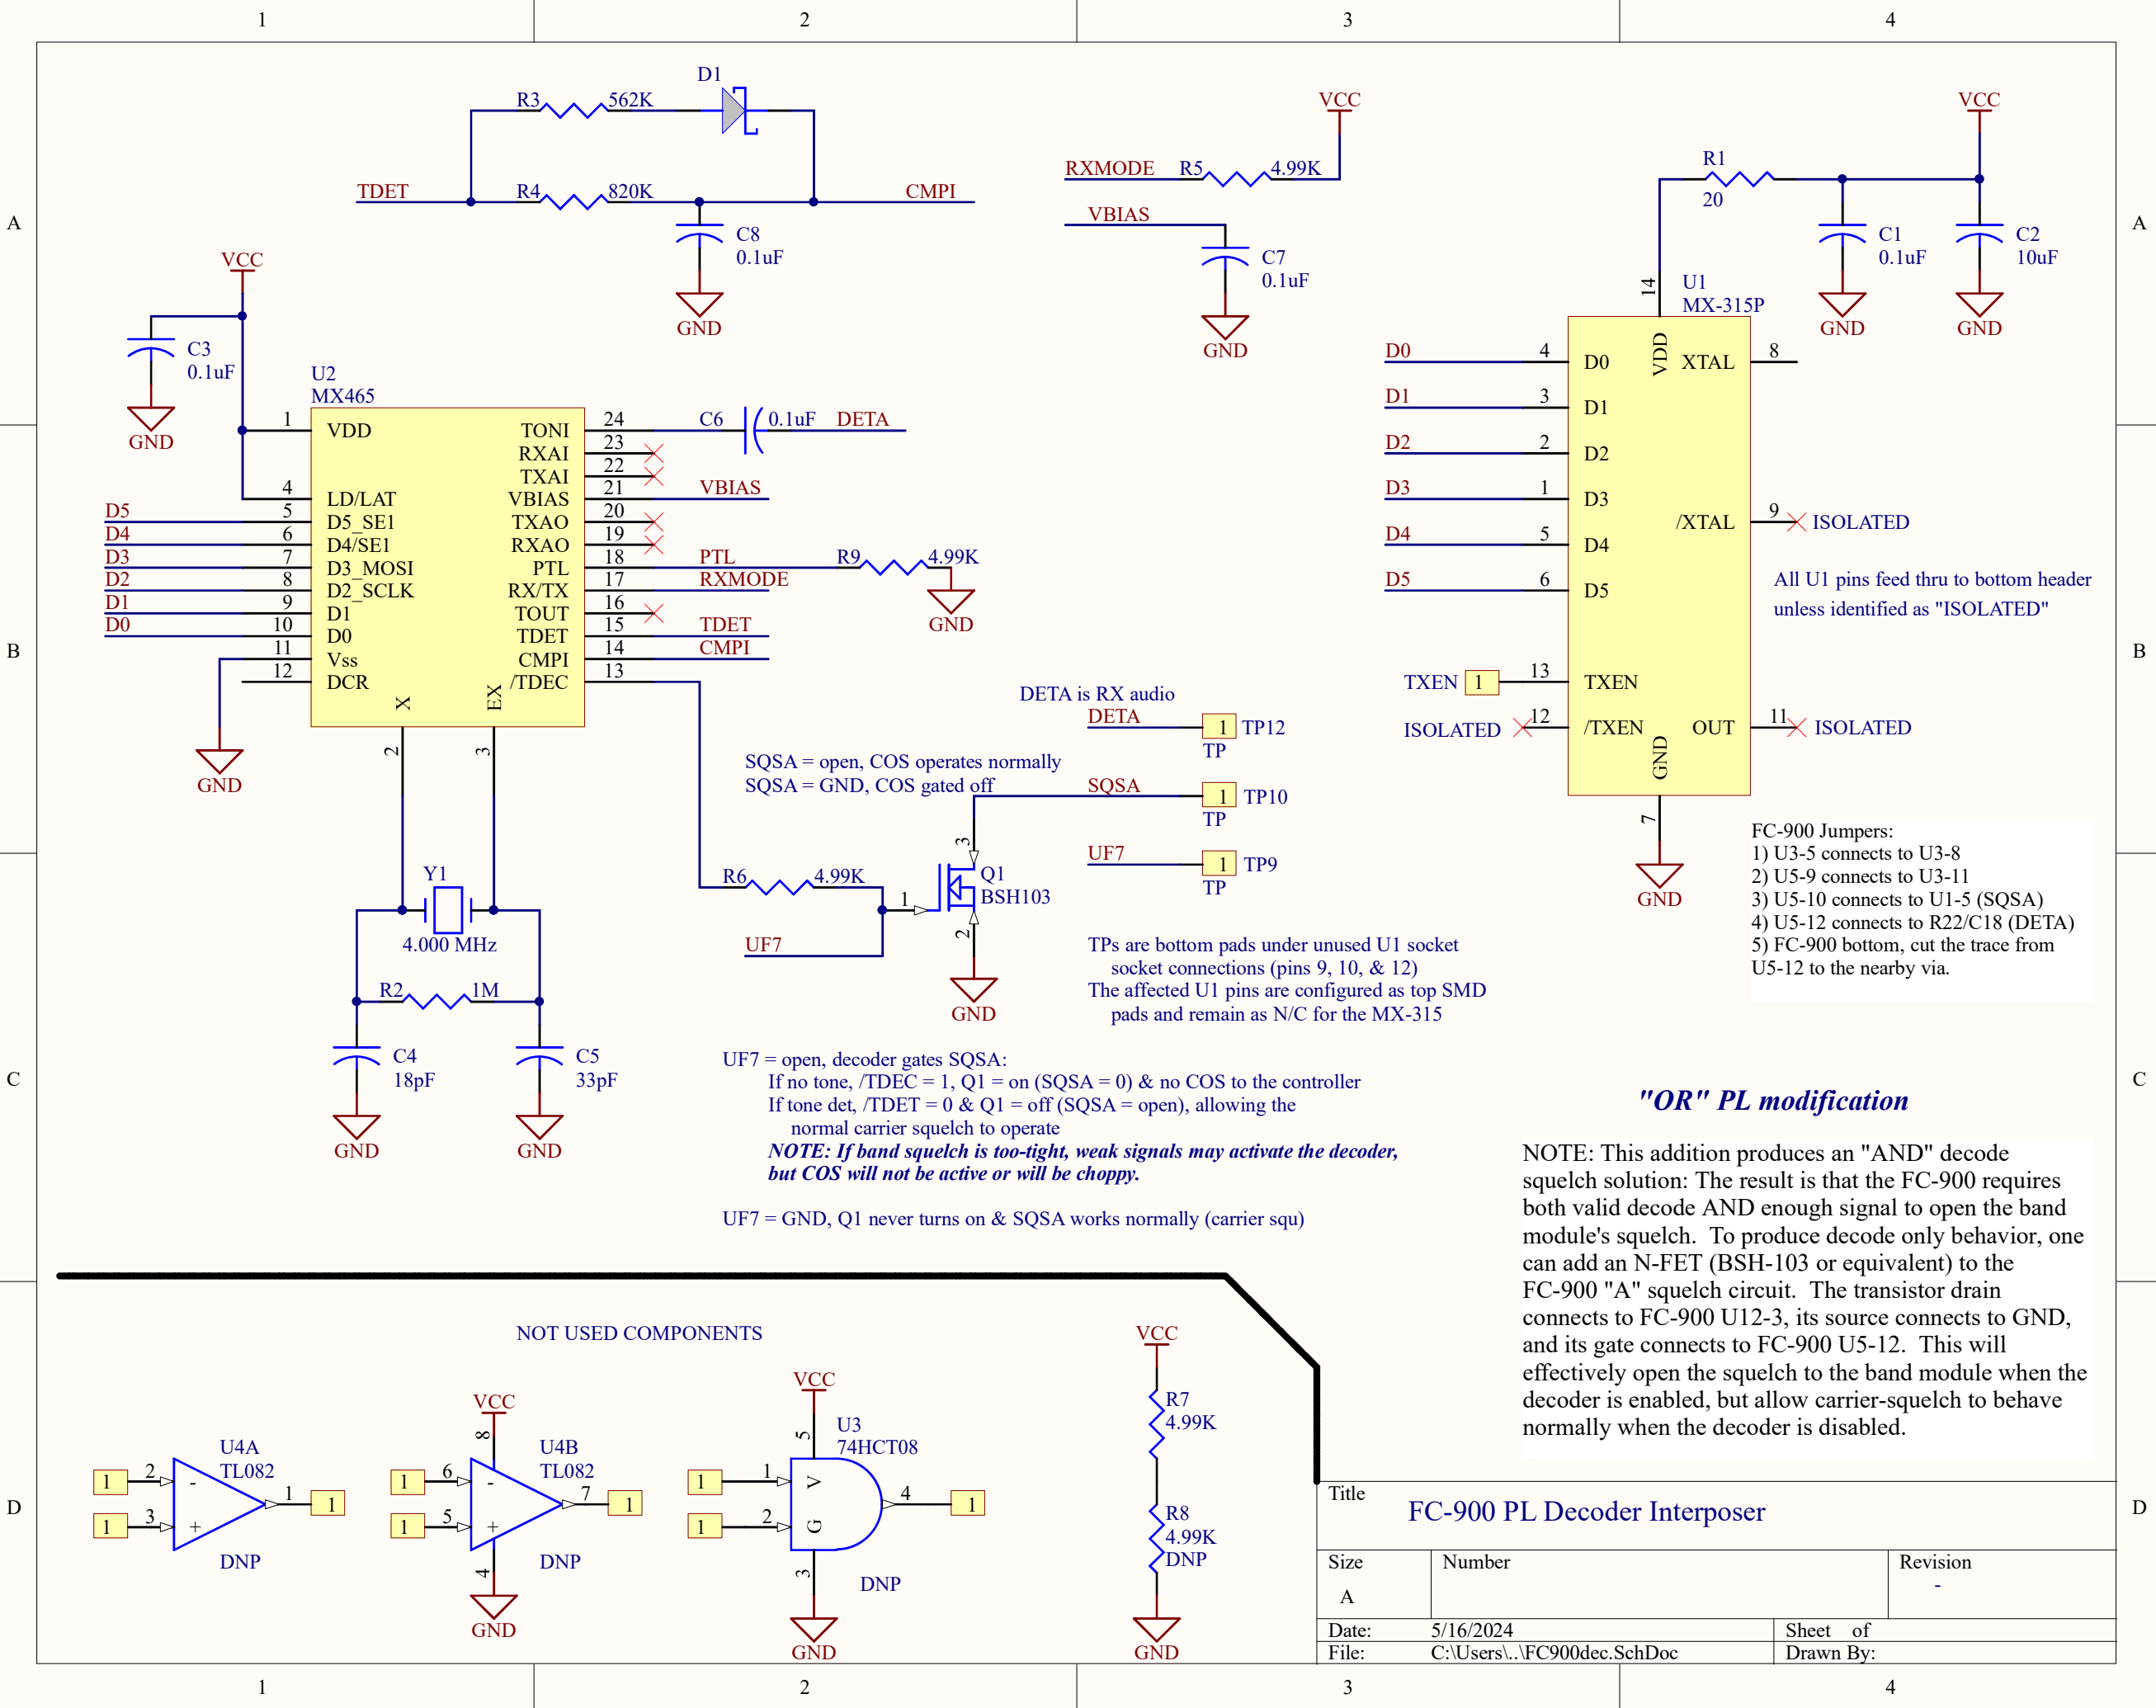 1 2 3 4
A
B
C
D
A
B
C
D
1 2 3 4
D1
R3 562K
TDET R4 820K CMPI
C8
0.1uF
GND
VCC
RXMODE R5 4.99K
VBIAS
C7
0.1uF
GND
VCC
R1
20
C1
0.1uF
GND
C2
10uF
GND
VCC
C3
0.1uF
GND
U2
MX465
1 VDD
4 LD/LAT
D5 5 D5_SE1
D4 6 D4/SE1
D3 7 D3_MOSI
D2 8 D2_SCLK
D1 9 D1
D0 10 D0
11 Vss
12 DCR
GND
X EX
2 3
TONI 24 C6 0.1uF DETA
RXAI 23
TXAI 22
VBIAS 21 VBIAS
TXAO 20
RXAO 19
PTL 18 PTL R9 4.99K
GND
RX/TX 17 RXMODE
TOUT 16
TDET 15 TDET
CMPI 14 CMPI
/TDEC 13
Y1
4.000 MHz
R2 1M
C4
18pF
GND
C5
33pF
GND
14
U1
MX-315P
VDD
D0 4 D0
D1 3 D1
D2 2 D2
D3 1 D3
D4 5 D4
D5 6 D5
TXEN 1 13 TXEN
ISOLATED 12 /TXEN
XTAL 8
/XTAL 9 ISOLATED
OUT 11 ISOLATED
GND
7
GND
All U1 pins feed thru to bottom header
unless identified as "ISOLATED"
DETA is RX audio
DETA 1 TP12
TP
SQSA = open, COS operates normally
SQSA = GND, COS gated off
SQSA 1 TP10
TP
UF7 1 TP9
TP
R6 4.99K
UF7
1
3
2
Q1
BSH103
GND
TPs are bottom pads under unused U1 socket
socket connections (pins 9, 10, & 12)
The affected U1 pins are configured as top SMD
pads and remain as N/C for the MX-315
FC-900 Jumpers:
1) U3-5 connects to U3-8
2) U5-9 connects to U3-11
3) U5-10 connects to U1-5 (SQSA)
4) U5-12 connects to R22/C18 (DETA)
5) FC-900 bottom, cut the trace from
U5-12 to the nearby via.
UF7 = open, decoder gates SQSA:
If no tone, /TDEC = 1, Q1 = on (SQSA = 0) & no COS to the controller
If tone det, /TDET = 0 & Q1 = off (SQSA = open), allowing the
normal carrier squelch to operate
NOTE: If band squelch is too-tight, weak signals may activate the decoder,
but COS will not be active or will be choppy.
UF7 = GND, Q1 never turns on & SQSA works normally (carrier squ)
"OR" PL modification
NOTE: This addition produces an "AND" decode
squelch solution: The result is that the FC-900 requires
both valid decode AND enough signal to open the band
module's squelch. To produce decode only behavior, one
can add an N-FET (BSH-103 or equivalent) to the
FC-900 "A" squelch circuit. The transistor drain
connects to FC-900 U12-3, its source connects to GND,
and its gate connects to FC-900 U5-12. This will
effectively open the squelch to the band module when the
decoder is enabled, but allow carrier-squelch to behave
normally when the decoder is disabled.
NOT USED COMPONENTS
U4A
TL082
1 2 -
1 3 +
1 1
DNP
VCC
8
U4B
TL082
1 6 -
1 5 +
7 1
4
DNP
GND
VCC
5
U3
74HCT08
1 1 V
1 2 G
4 1
3
DNP
GND
VCC
R7
4.99K
R8
4.99K
DNP
GND
Title
FC-900 PL Decoder Interposer
Size Number Revision
A -
Date: 5/16/2024 Sheet of
File: C:\Users\..\FC900dec.SchDoc Drawn By: